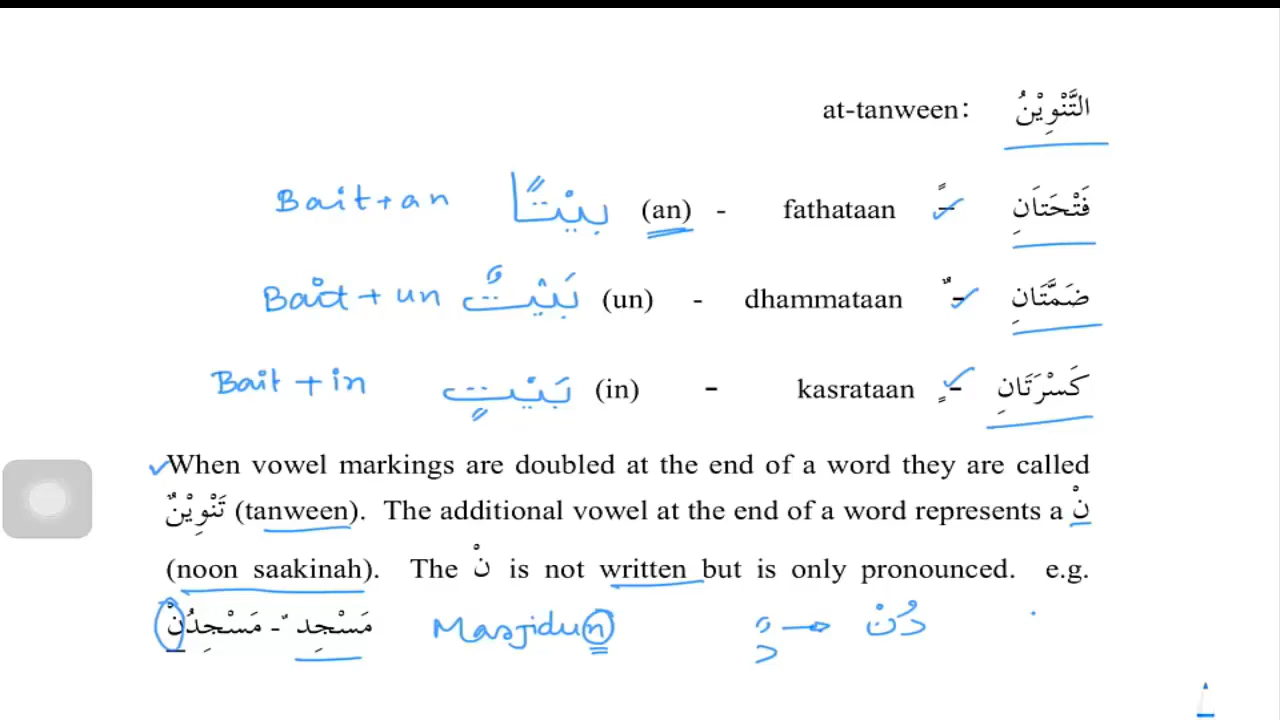 at-tanween: التَّنْوِيْنُ
Bait+an بيْتًا (an) - fathataan ـً فَتْحَتَانِ
Bait + un بَيْتٌ (un) - dhammataan ـٌ ضَمَّتَانِ
Bait + in بَيْتٍ (in) - kasrataan ـٍ كَسْرَتَانِ
When vowel markings are doubled at the end of a word they are called
تَنْوِيْنٌ (tanween). The additional vowel at the end of a word represents a نْ
(noon saakinah). The نْ is not written but is only pronounced. e.g.
مَسْجِد ٌ - مَسْجِدُنْ Masjidun دٌ → دُنْ